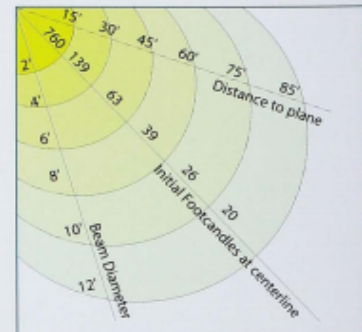 15' 30' 45' 60' 75' 85'
Distance to plane
760 139 63 39 26 20
Initial Footcandles at centerline
2' 4' 6' 8' 10' 12'
Beam Diameter